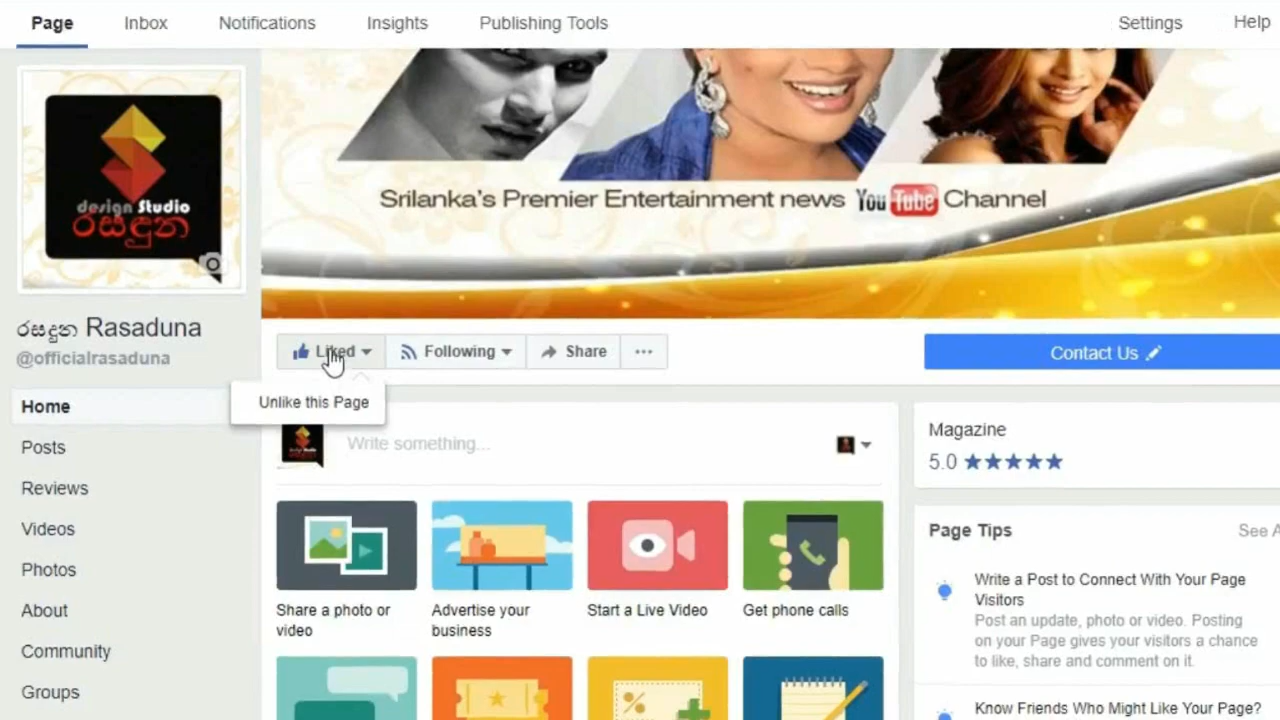 Page Inbox Notifications Insights Publishing Tools Settings Help
design Studio
රසඳුන
Srilanka's Premier Entertainment news YouTube Channel
රසඳුන Rasaduna
@officialrasaduna
Liked Following Share ... Contact Us
Unlike this Page
Home
Posts
Reviews
Videos
Photos
About
Community
Groups
Write something...
Share a photo or video
Advertise your business
Start a Live Video
Get phone calls
%
Magazine
5.0
Page Tips See A
Write a Post to Connect With Your Page
Visitors
Post an update, photo or video. Posting
on your Page gives your visitors a chance
to like, share and comment on it.
Know Friends Who Might Like Your Page?